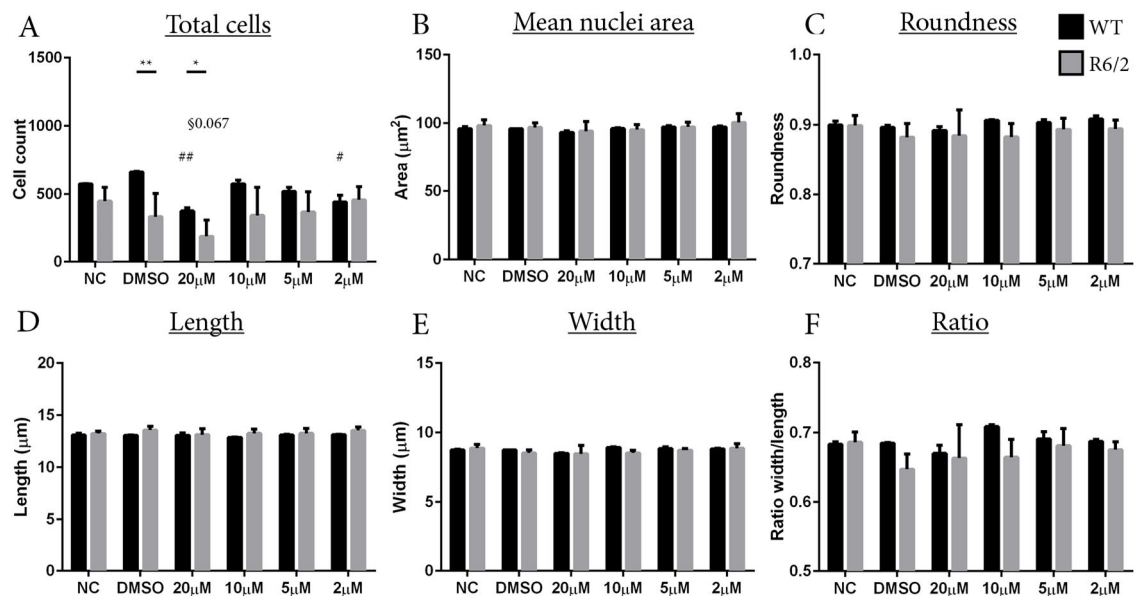 A
Total cells
1500
1000
500
0
Cell count
**
*
§0.067
##
#
NC DMSO 20μM 10μM 5μM 2μM
B
Mean nuclei area
150
100
50
0
Area (μm²)
NC DMSO 20μM 10μM 5μM 2μM
C
Roundness
WT
R6/2
1.0
0.9
0.8
0.7
Roundness
NC DMSO 20μM 10μM 5μM 2μM
D
Length
20
15
10
5
0
Length (μm)
NC DMSO 20μM 10μM 5μM 2μM
E
Width
15
10
5
0
Width (μm)
NC DMSO 20μM 10μM 5μM 2μM
F
Ratio
0.8
0.7
0.6
0.5
Ratio width/length
NC DMSO 20μM 10μM 5μM 2μM